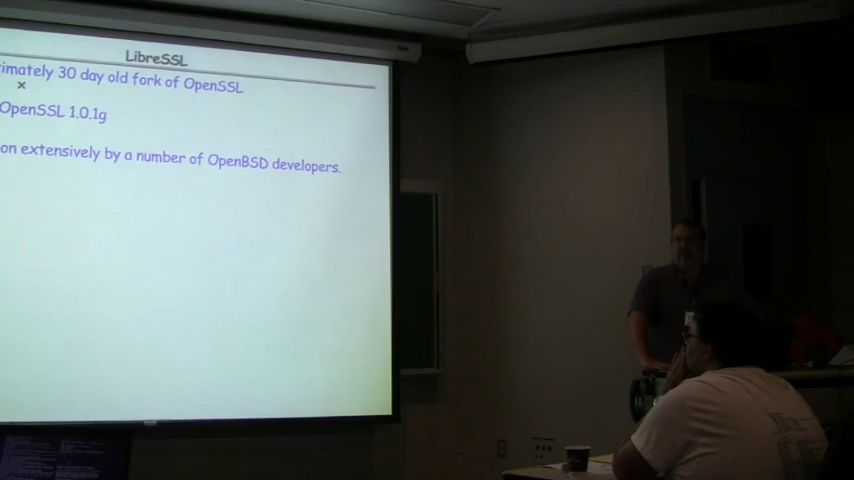 LibreSSL
imately 30 day old fork of OpenSSL
x
OpenSSL 1.0.1g
on extensively by a number of OpenBSD developers.